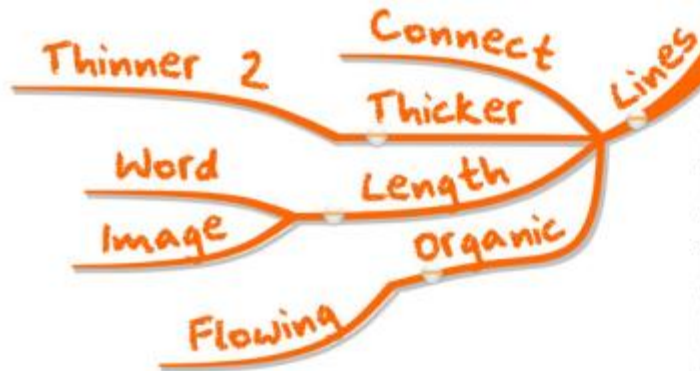 Lines
Connect
Thicker
Thinner 2
Length
Word
Image
Organic
Flowing